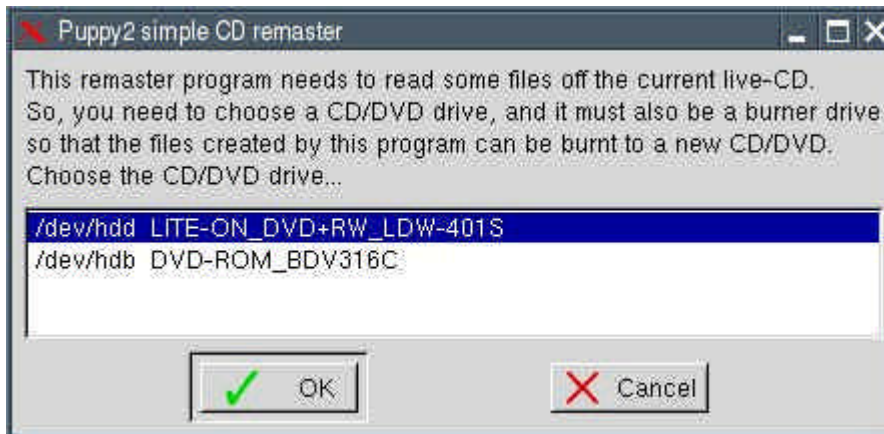 Puppy2 simple CD remaster
This remaster program needs to read some files off the current live-CD.
So, you need to choose a CD/DVD drive, and it must also be a burner drive
so that the files created by this program can be burnt to a new CD/DVD.
Choose the CD/DVD drive...
/dev/hdd LITE-ON_DVD+RW_LDW-401S
/dev/hdb DVD-ROM_BDV316C
OK Cancel